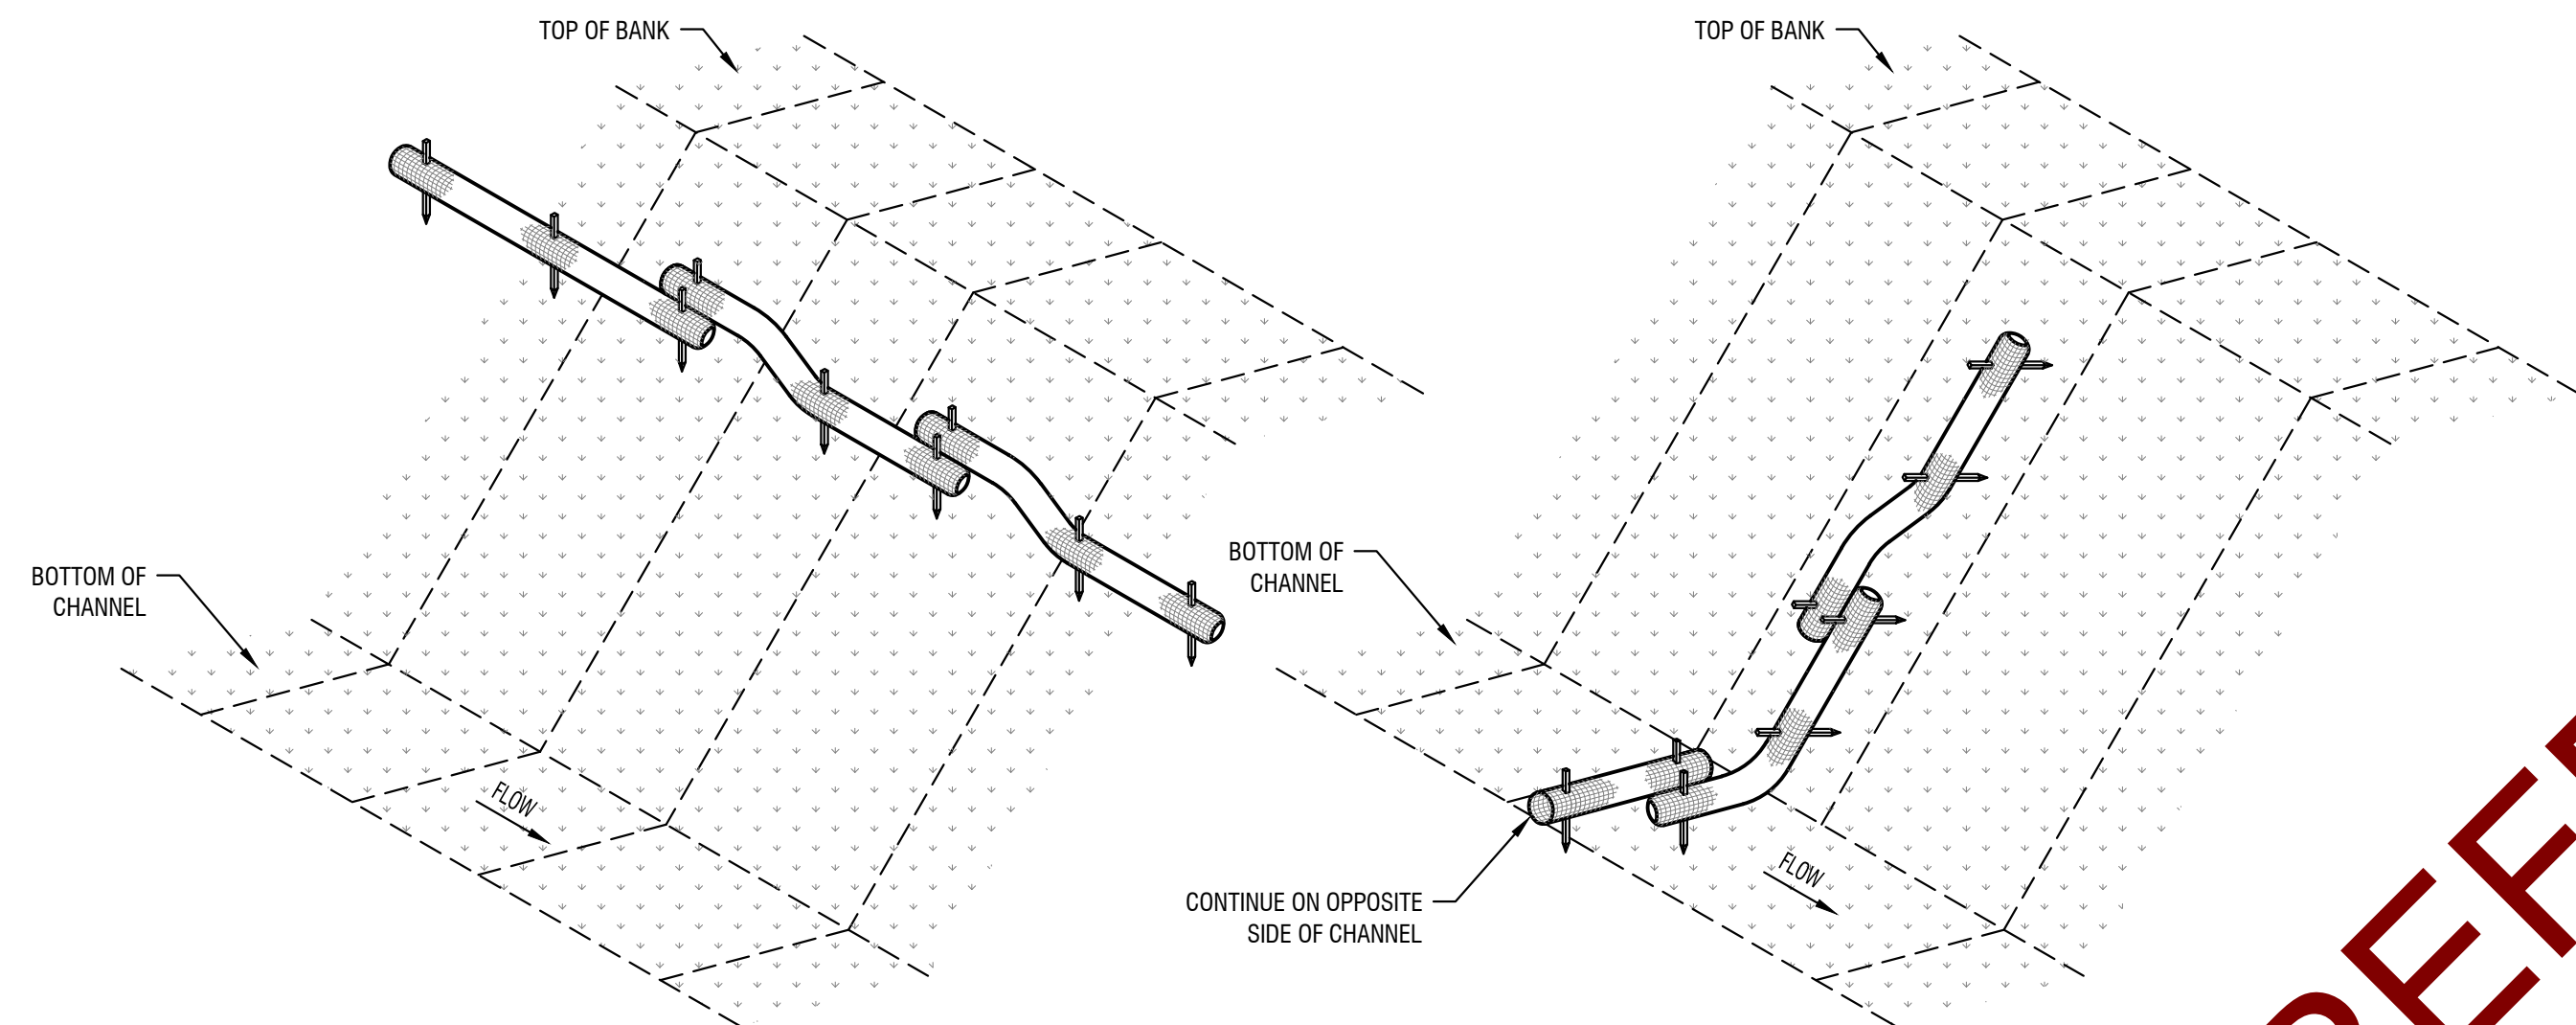 TOP OF BANK
TOP OF BANK
BOTTOM OF
CHANNEL
BOTTOM OF
CHANNEL
FLOW
FLOW
CONTINUE ON OPPOSITE
SIDE OF CHANNEL